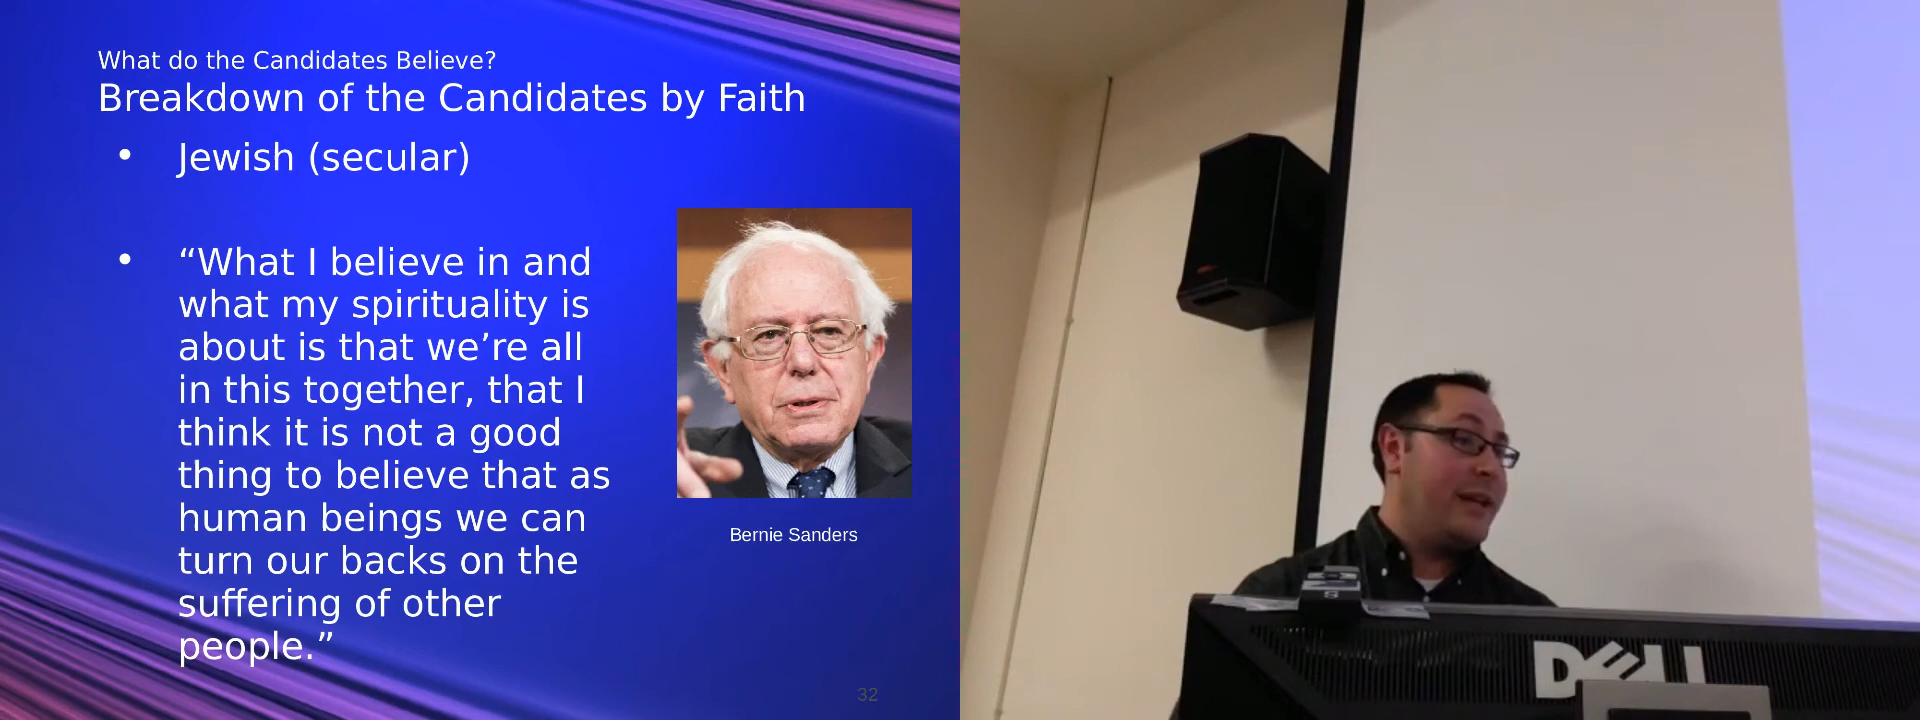 What do the Candidates Believe?
Breakdown of the Candidates by Faith
• Jewish (secular)
• “What I believe in and
what my spirituality is
about is that we’re all
in this together, that I
think it is not a good
thing to believe that as
human beings we can
turn our backs on the
suffering of other
people.”
Bernie Sanders
32
DELL